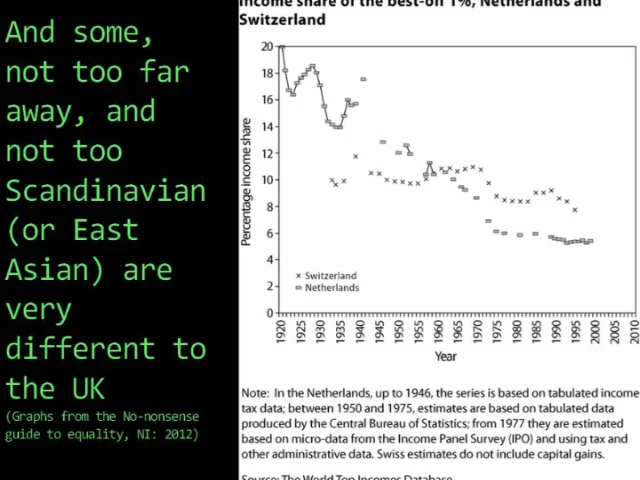 And some,
not too far
away, and
not too
Scandinavian
(or East
Asian) are
very
different to
the UK
(Graphs from the No-nonsense
guide to equality, NI: 2012)
Income share of the best-off 1%, Netherlands and
Switzerland
Percentage income share
20
18
16
14
12
10
8
6
4
2
0
× Switzerland
Netherlands
1920
1925
1930
1935
1940
1945
1950
1955
1960
1965
1970
1975
1980
1985
1990
1995
2000
2005
2010
Year
Note: In the Netherlands, up to 1946, the series is based on tabulated income
tax data; between 1950 and 1975, estimates are based on tabulated data
produced by the Central Bureau of Statistics; from 1977 they are estimated
based on micro-data from the Income Panel Survey (IPO) and using tax and
other administrative data. Swiss estimates do not include capital gains.
Source: The World Top Incomes Database